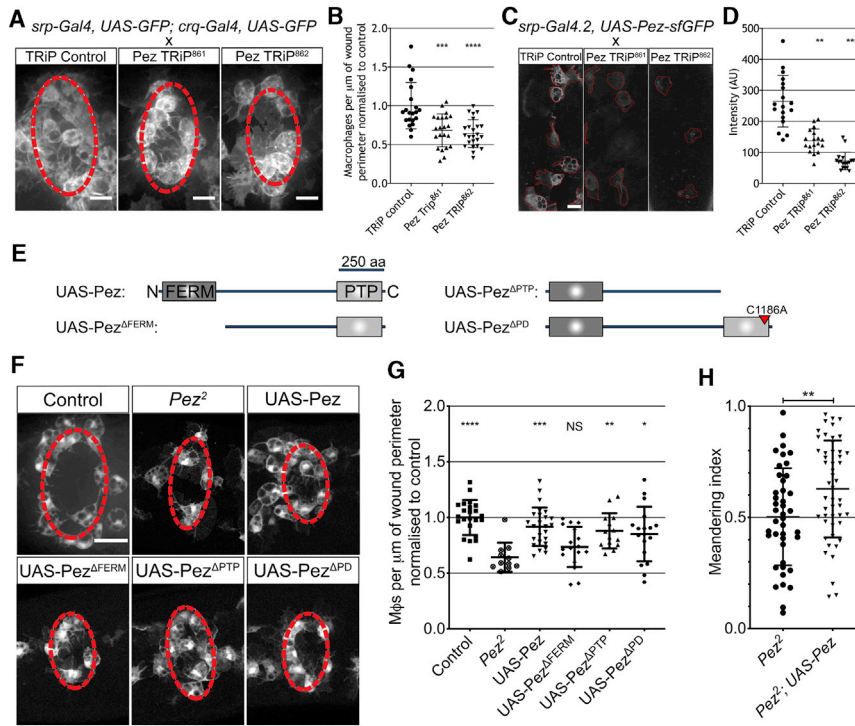 A
srp-Gal4, UAS-GFP; crq-Gal4, UAS-GFP
x
TRiP Control
Pez TRiP861
Pez TRiP862
B
Macrophages per µm of wound
perimeter normalised to control
2.0
1.5
1.0
0.5
0.0
***
****
TRiP control
Pez Trip861
Pez TRIP862
C
srp-Gal4.2, UAS-Pez-sfGFP
x
TRiP Control
Pez TRiP861
Pez TRiP862
D
Intensity (AU)
500
400
300
200
100
0
**
TRiP Control
Pez TRiP861
Pez TRiP862
E
250 aa
UAS-Pez:
N
FERM
PTP
C
UAS-PezΔPTP:
UAS-PezΔFERM:
UAS-PezΔPD:
C1186A
F
Control
Pez2
UAS-Pez
UAS-PezΔFERM
UAS-PezΔPTP
UAS-PezΔPD
G
Mφs per µm of wound perimeter
normalised to control
2.0
1.5
1.0
0.5
0.0
****
***
NS
**
*
Control
Pez2
UAS-Pez
UAS-PezΔFERM
UAS-PezΔPTP
UAS-PezΔPD
H
Meandering index
1.0
0.5
0.0
**
Pez2
Pez2; UAS-Pez